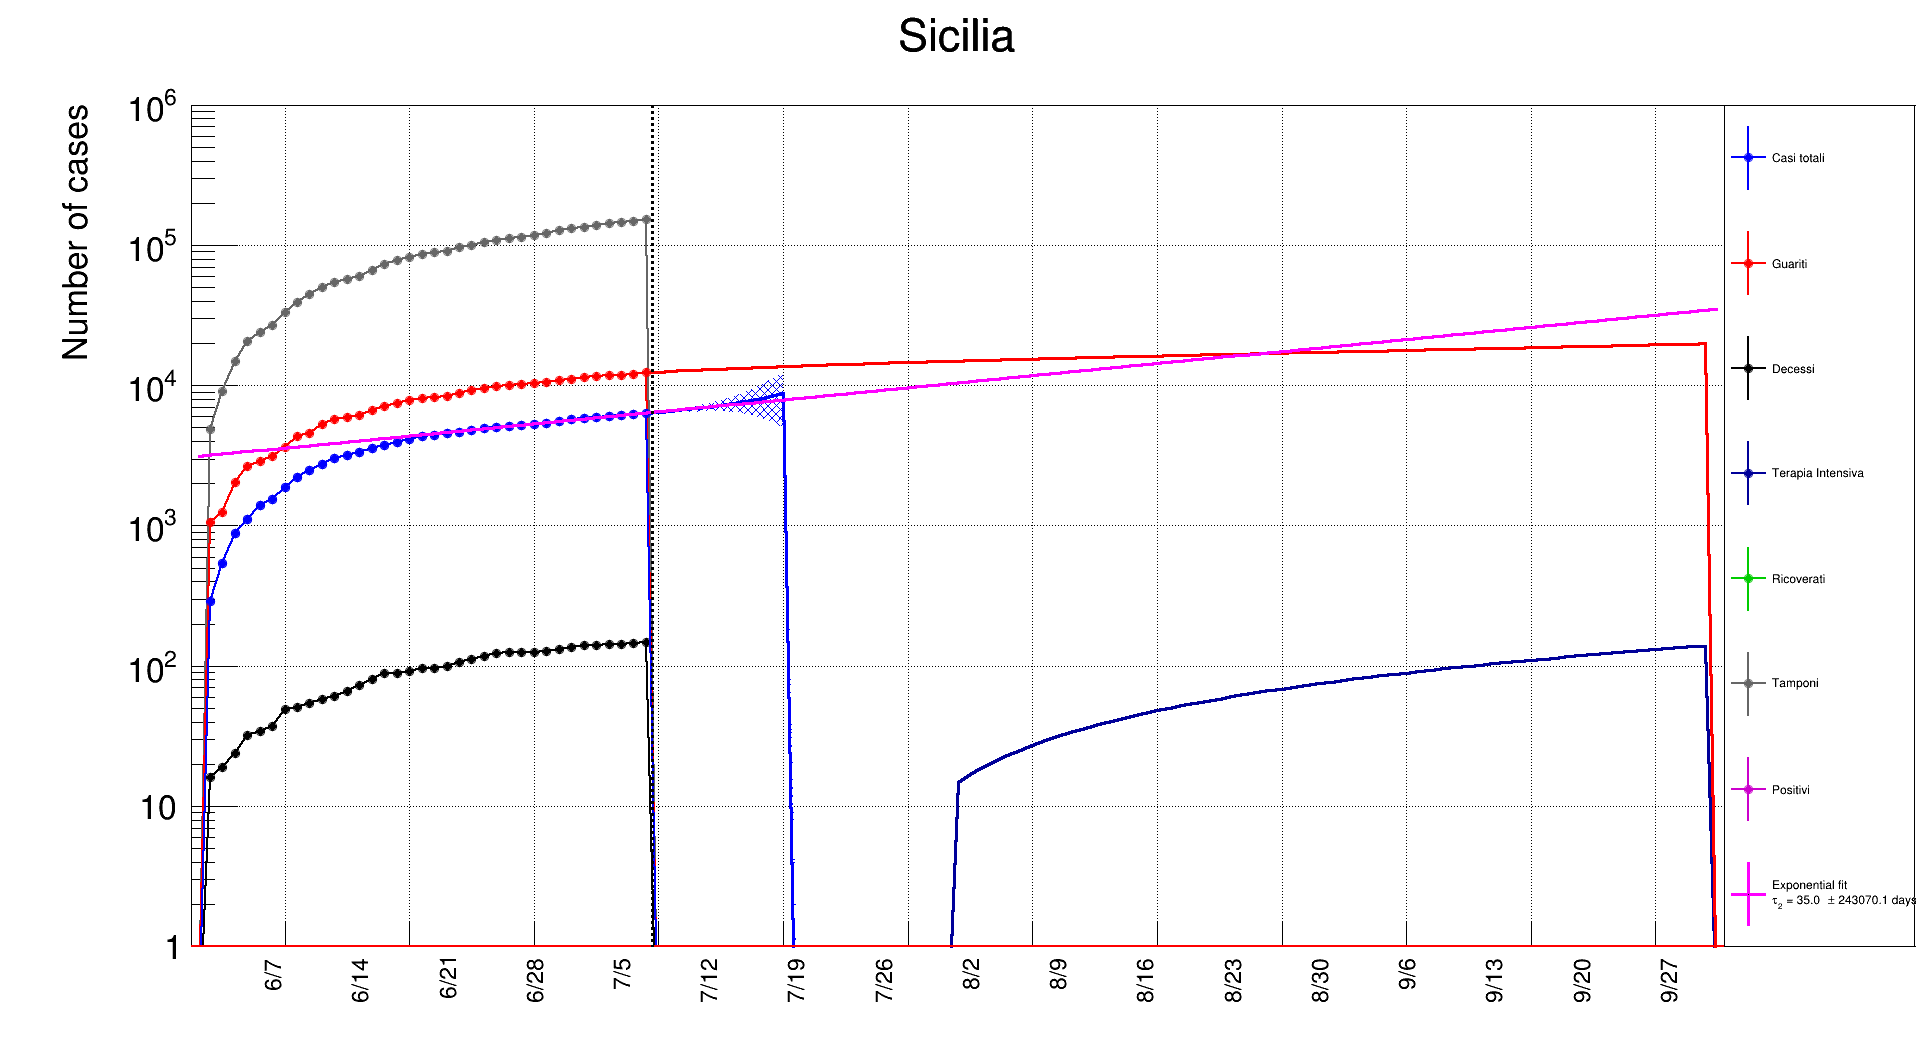 Sicilia
Number of cases
10^6
10^5
10^4
10^3
10^2
10
1
6/7
6/14
6/21
6/28
7/5
7/12
7/19
7/26
8/2
8/9
8/16
8/23
8/30
9/6
9/13
9/20
9/27
Casi totali
Guariti
Decessi
Terapia Intensiva
Ricoverati
Tamponi
Positivi
Exponential fit
τ_2 = 35.0 ± 243070.1 days